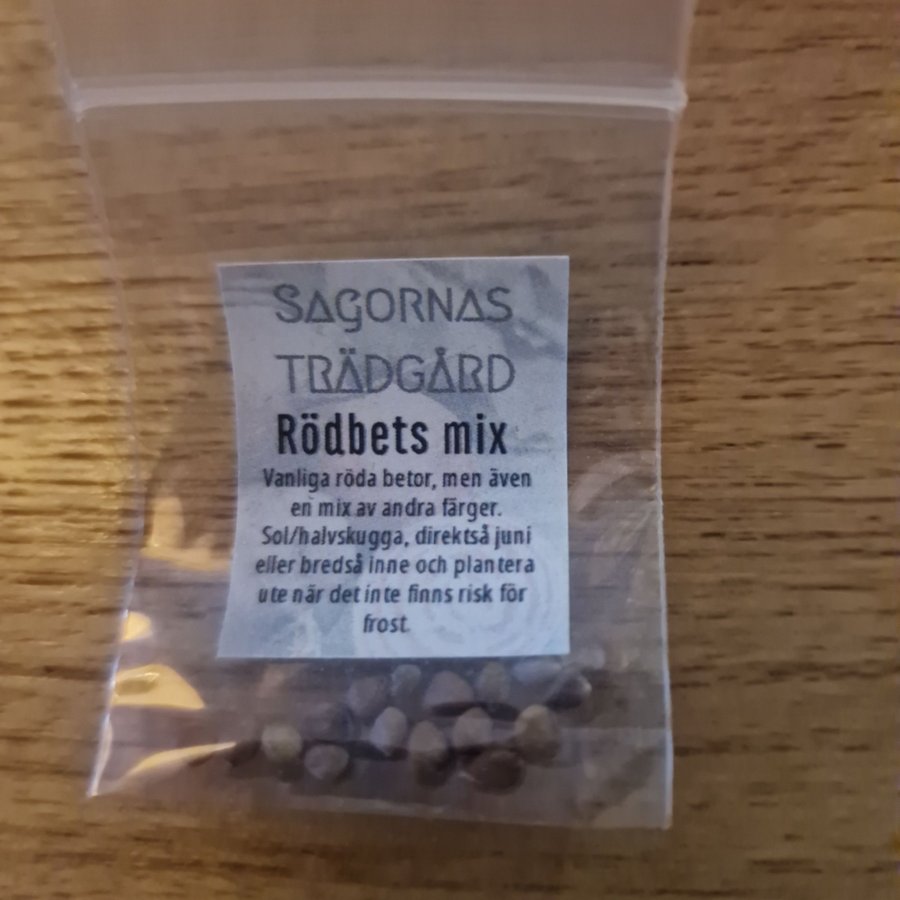 SAGORNAS
TRÄDGÅRD
Rödbets mix
Vanliga röda betor, men även
en mix av andra färger.
Sol/halvskugga, direktså juni
eller bredså inne och plantera
ute när det inte finns risk för
frost.